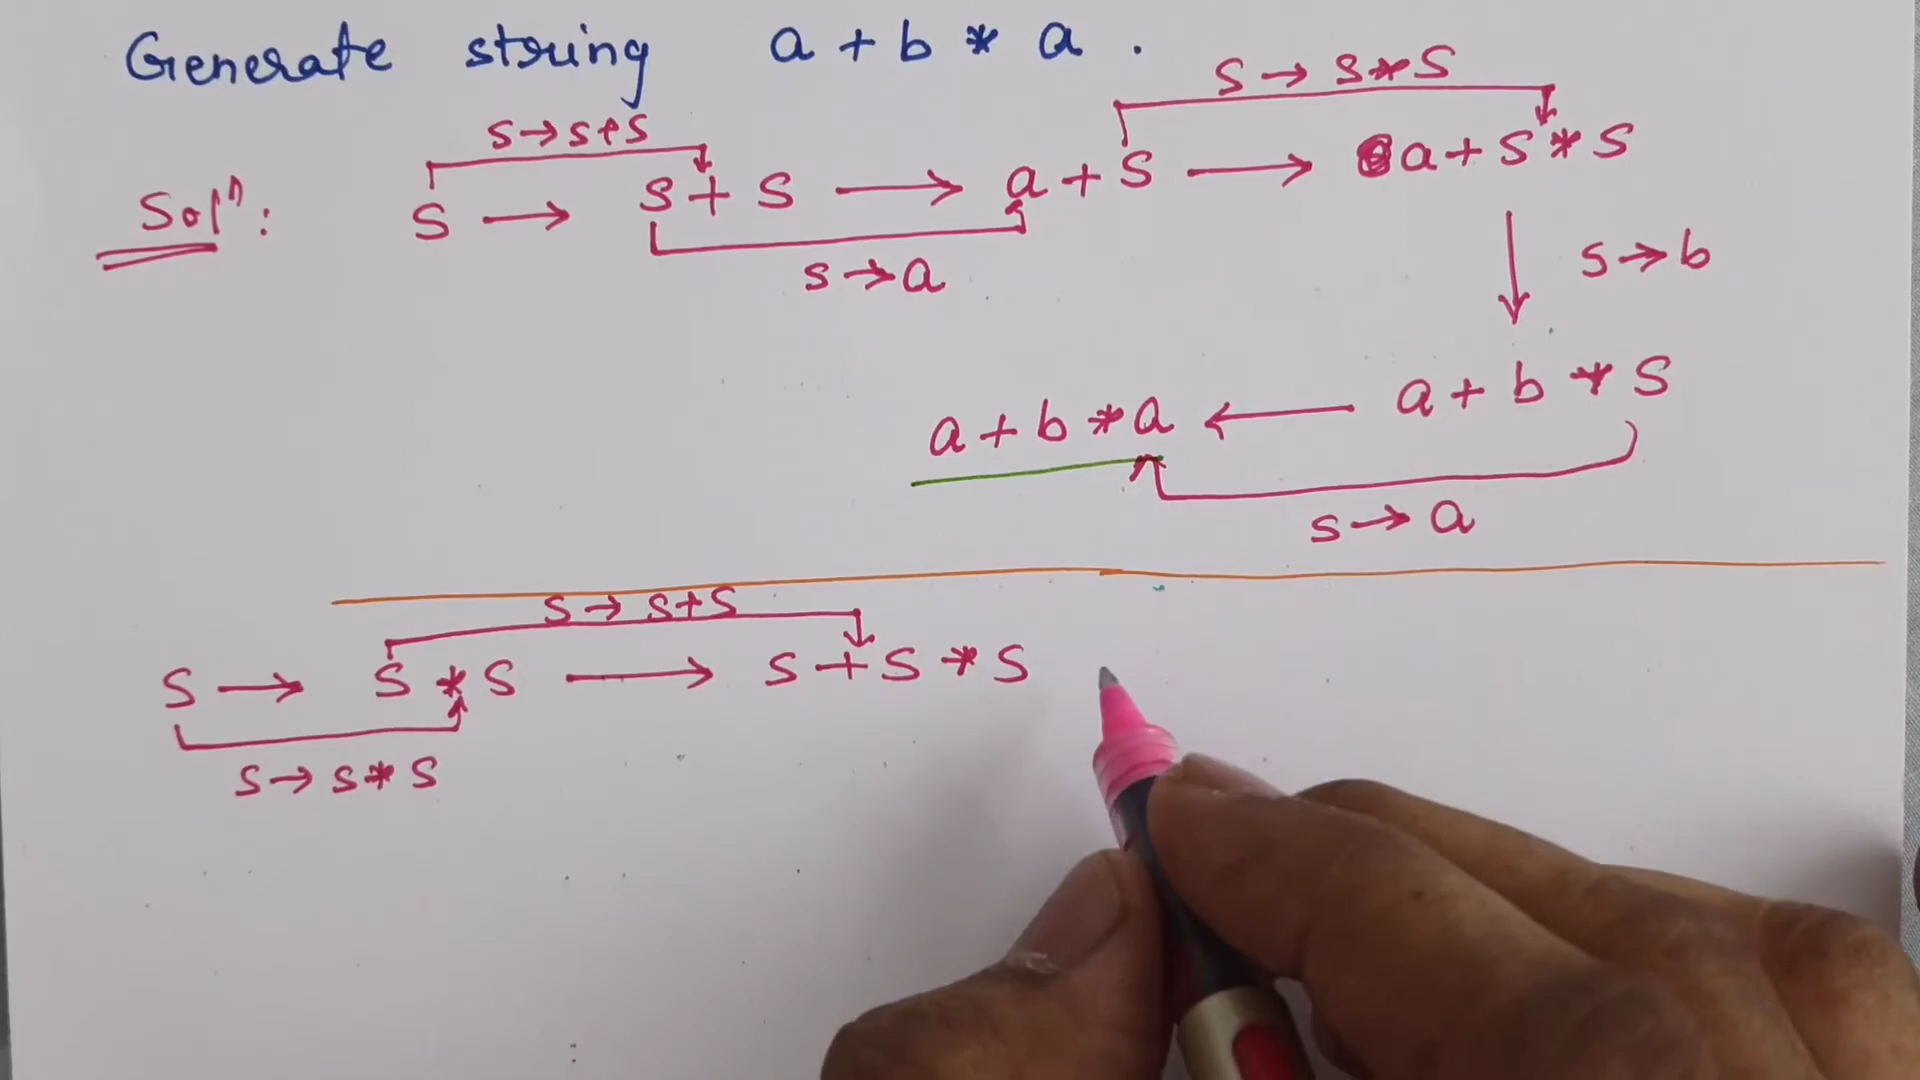 Generate string a + b * a .
S → S * S
S → S + S
Solⁿ : S → S + S → a + S → a + S * S
S → a
S → b
a + b * a ← a + b * S
S → a
S → S + S
S → S * S → S + S * S
S → S * S